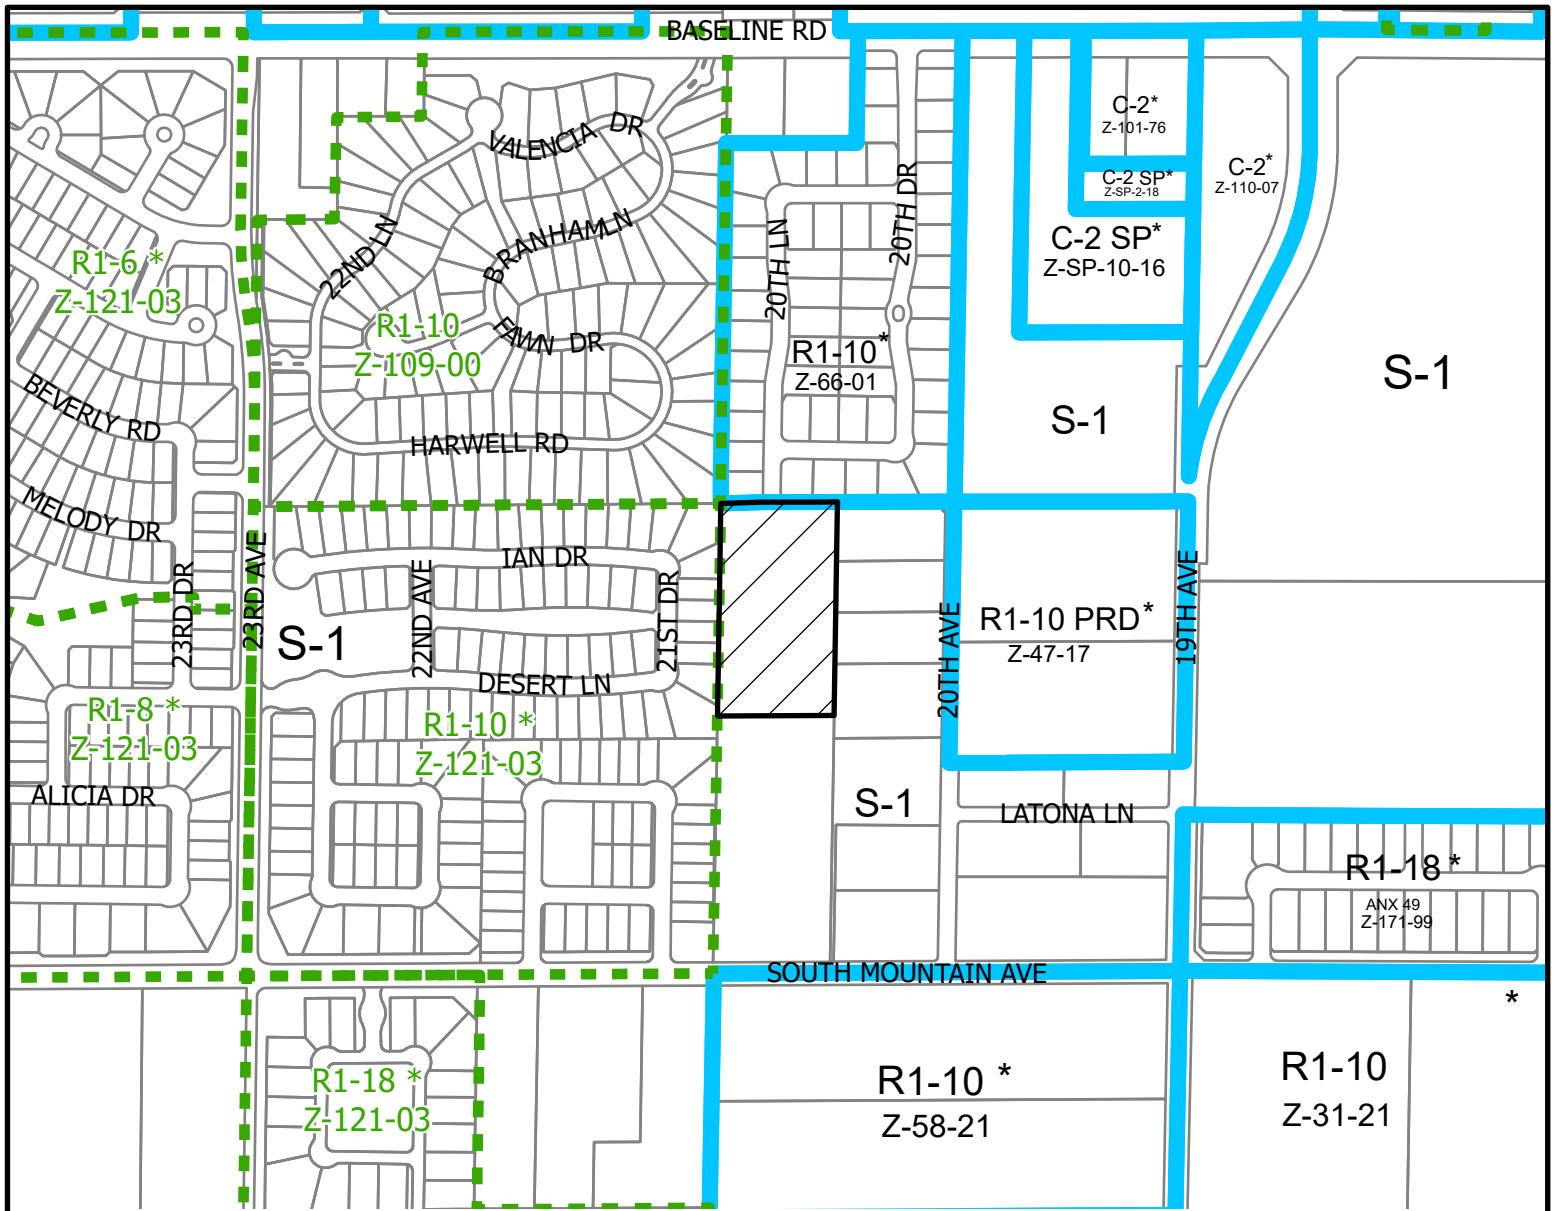 BASELINE RD
VALENCIA DR
C-2*
Z-101-76
C-2 SP*
Z-SP-2-18
C-2*
Z-110-07
22ND LN
BRANHAM LN
20TH LN
20TH DR
C-2 SP*
Z-SP-10-16
R1-6 *
Z-121-03
R1-10
Z-109-00
FAWN DR
R1-10*
Z-66-01
S-1
S-1
BEVERLY RD
HARWELL RD
MELODY DR
23RD DR
23RD AVE
IAN DR
22ND AVE
21ST DR
S-1
DESERT LN
20TH AVE
R1-10 PRD*
Z-47-17
19TH AVE
R1-8 *
Z-121-03
R1-10 *
Z-121-03
ALICIA DR
S-1
LATONA LN
R1-18 *
ANX 49
Z-171-99
SOUTH MOUNTAIN AVE
*
R1-18 *
Z-121-03
R1-10 *
Z-58-21
R1-10
Z-31-21